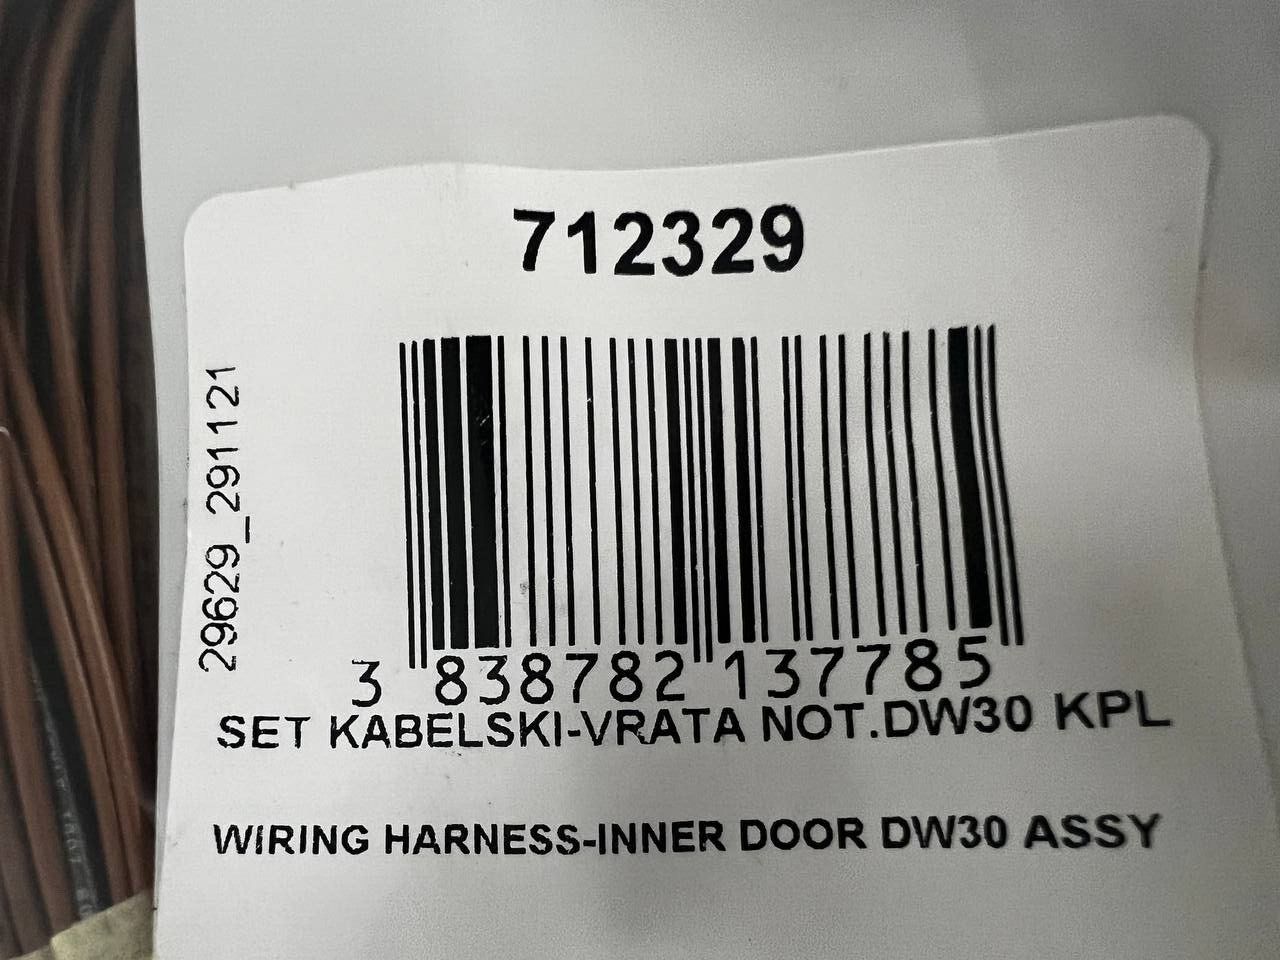 712329
29629_291121
3 838782 137785
SET KABELSKI-VRATA NOT.DW30 KPL
WIRING HARNESS-INNER DOOR DW30 ASSY